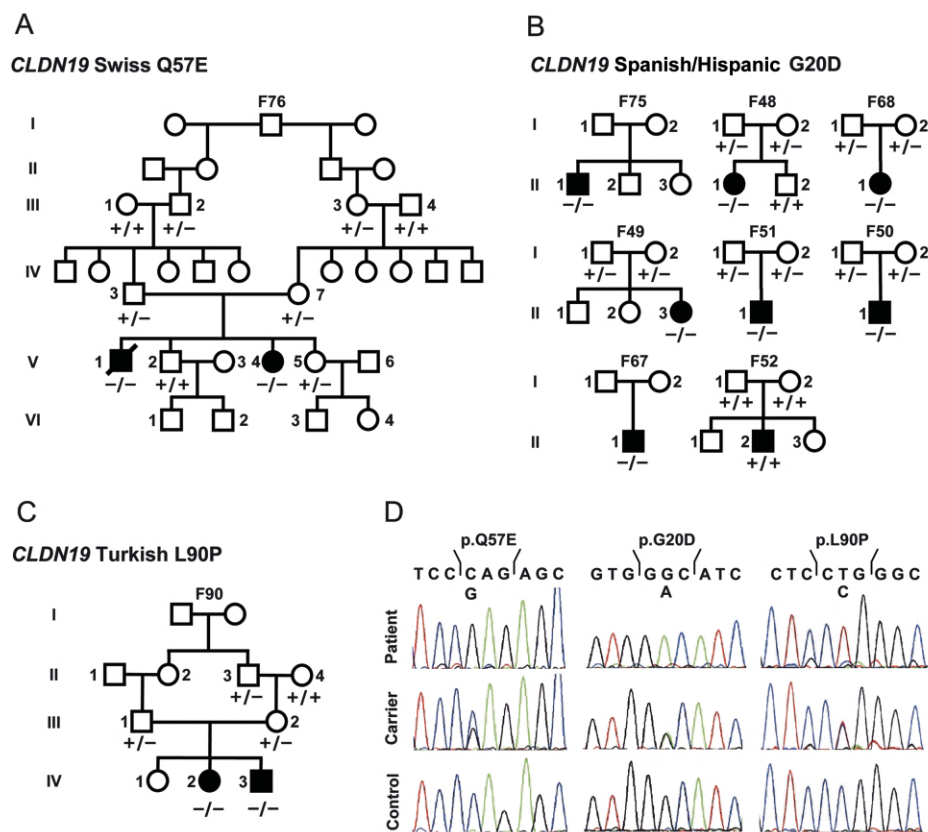 A
CLDN19 Swiss Q57E
F76
I
II
III
1 2 3 4
+/+ +/− +/− +/+
IV
3 7
+/− +/−
V
1 2 3 4 5 6
−/− +/+ −/− +/−
VI
1 2 3 4
B
CLDN19 Spanish/Hispanic G20D
F75 F48 F68
I
1 2 1 2 1 2
+/− +/− +/− +/−
II
1 2 3 1 2 1
−/− −/− +/+ −/−
F49 F51 F50
I
1 2 1 2 1 2
+/− +/− +/− +/− +/− +/−
II
1 2 3 1 1
−/− −/− −/−
F67 F52
I
1 2 1 2
+/+ +/+
II
1 1 2 3
−/− +/+
C
CLDN19 Turkish L90P
F90
I
II
1 2 3 4
+/− +/+
III
1 2
+/− +/−
IV
1 2 3
−/− −/−
D
p.Q57E p.G20D p.L90P
T C C C A G A G C G T G G G C A T C C T C C T G G G C
G A C
Patient
Carrier
Control